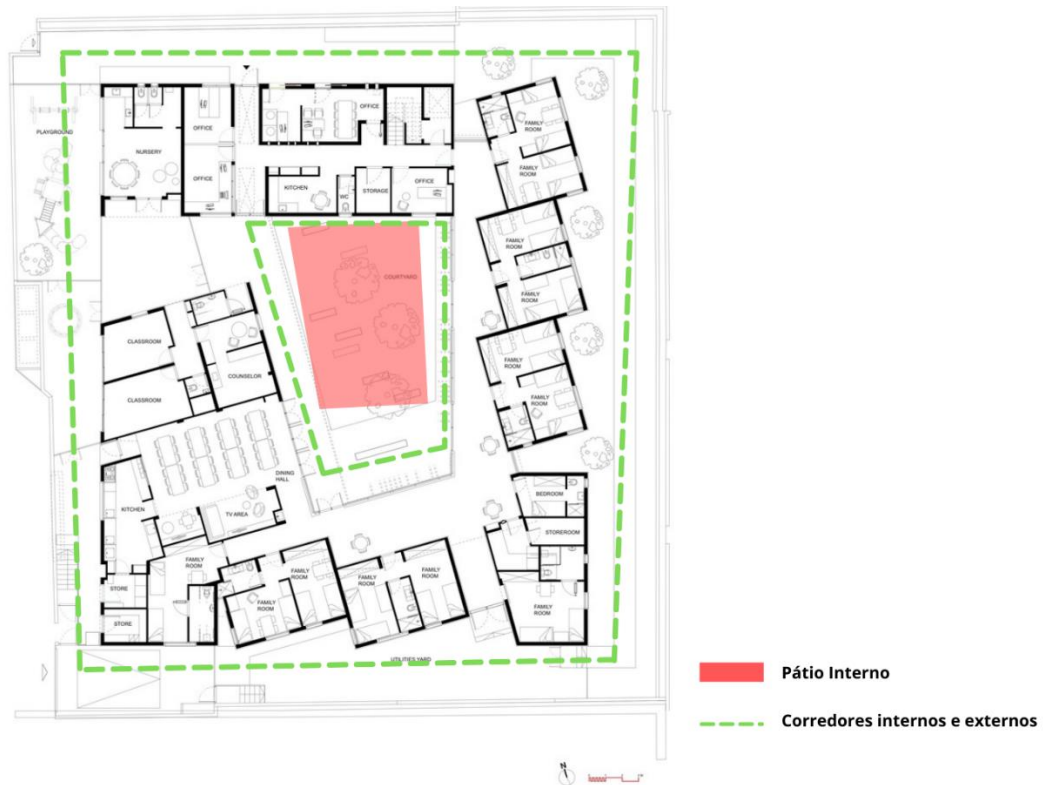 PLAYGROUND
NURSERY
OFFICE
OFFICE
OFFICE
OFFICE
KITCHEN
WC
STORAGE
OFFICE
FAMILY
ROOM
FAMILY
ROOM
FAMILY
ROOM
FAMILY
ROOM
COURTYARD
CLASSROOM
CLASSROOM
COUNSELOR
FAMILY
ROOM
FAMILY
ROOM
DINING
HALL
KITCHEN
TV AREA
BEDROOM
STOREROOM
FAMILY
ROOM
STORE
STORE
FAMILY
ROOM
FAMILY
ROOM
FAMILY
ROOM
FAMILY
ROOM
FAMILY
ROOM
UTILITIES YARD
Pátio Interno
Corredores internos e externos
N